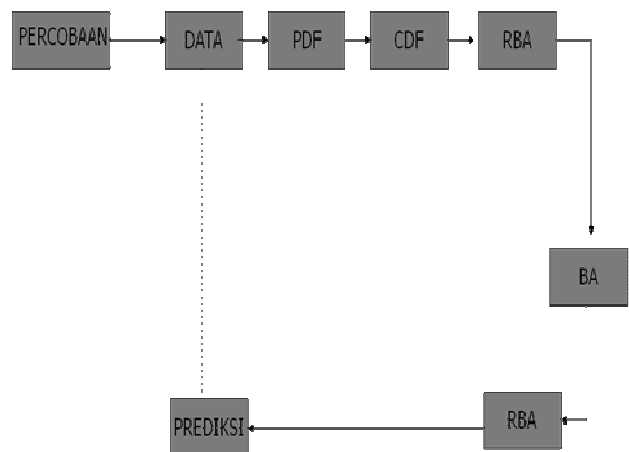 PERCOBAAN
DATA
PDF
CDF
RBA
BA
PREDIKSI
RBA